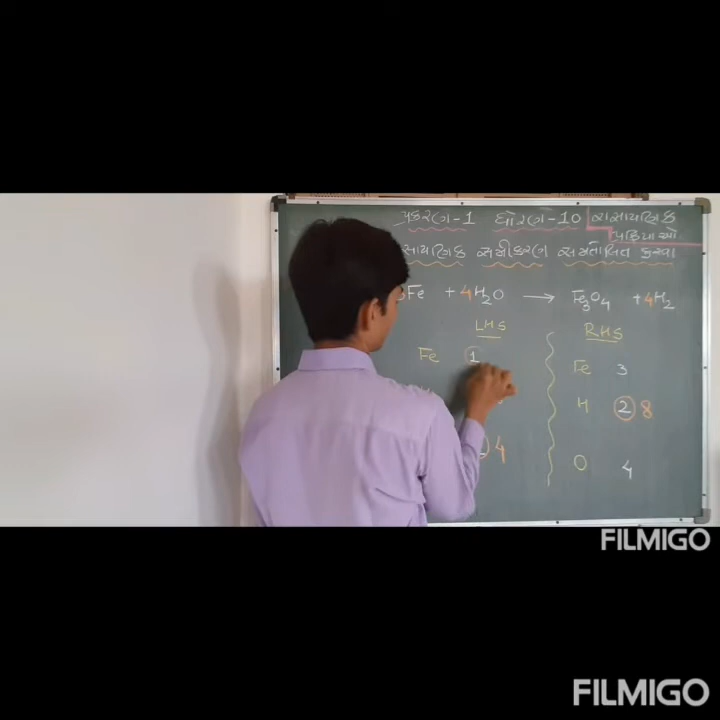 પ્રકરણ-1 ધોરણ-10 રાસાયણિક
પ્રક્રિયાઓ
સાયણિક સમીકરણ સમતોલિત કરવા
Fe + 4H₂O → Fe₃O₄ + 4H₂
LHS RHS
Fe 1 Fe 3
H 2 8
4 O 4
FILMIGO
FILMIGO